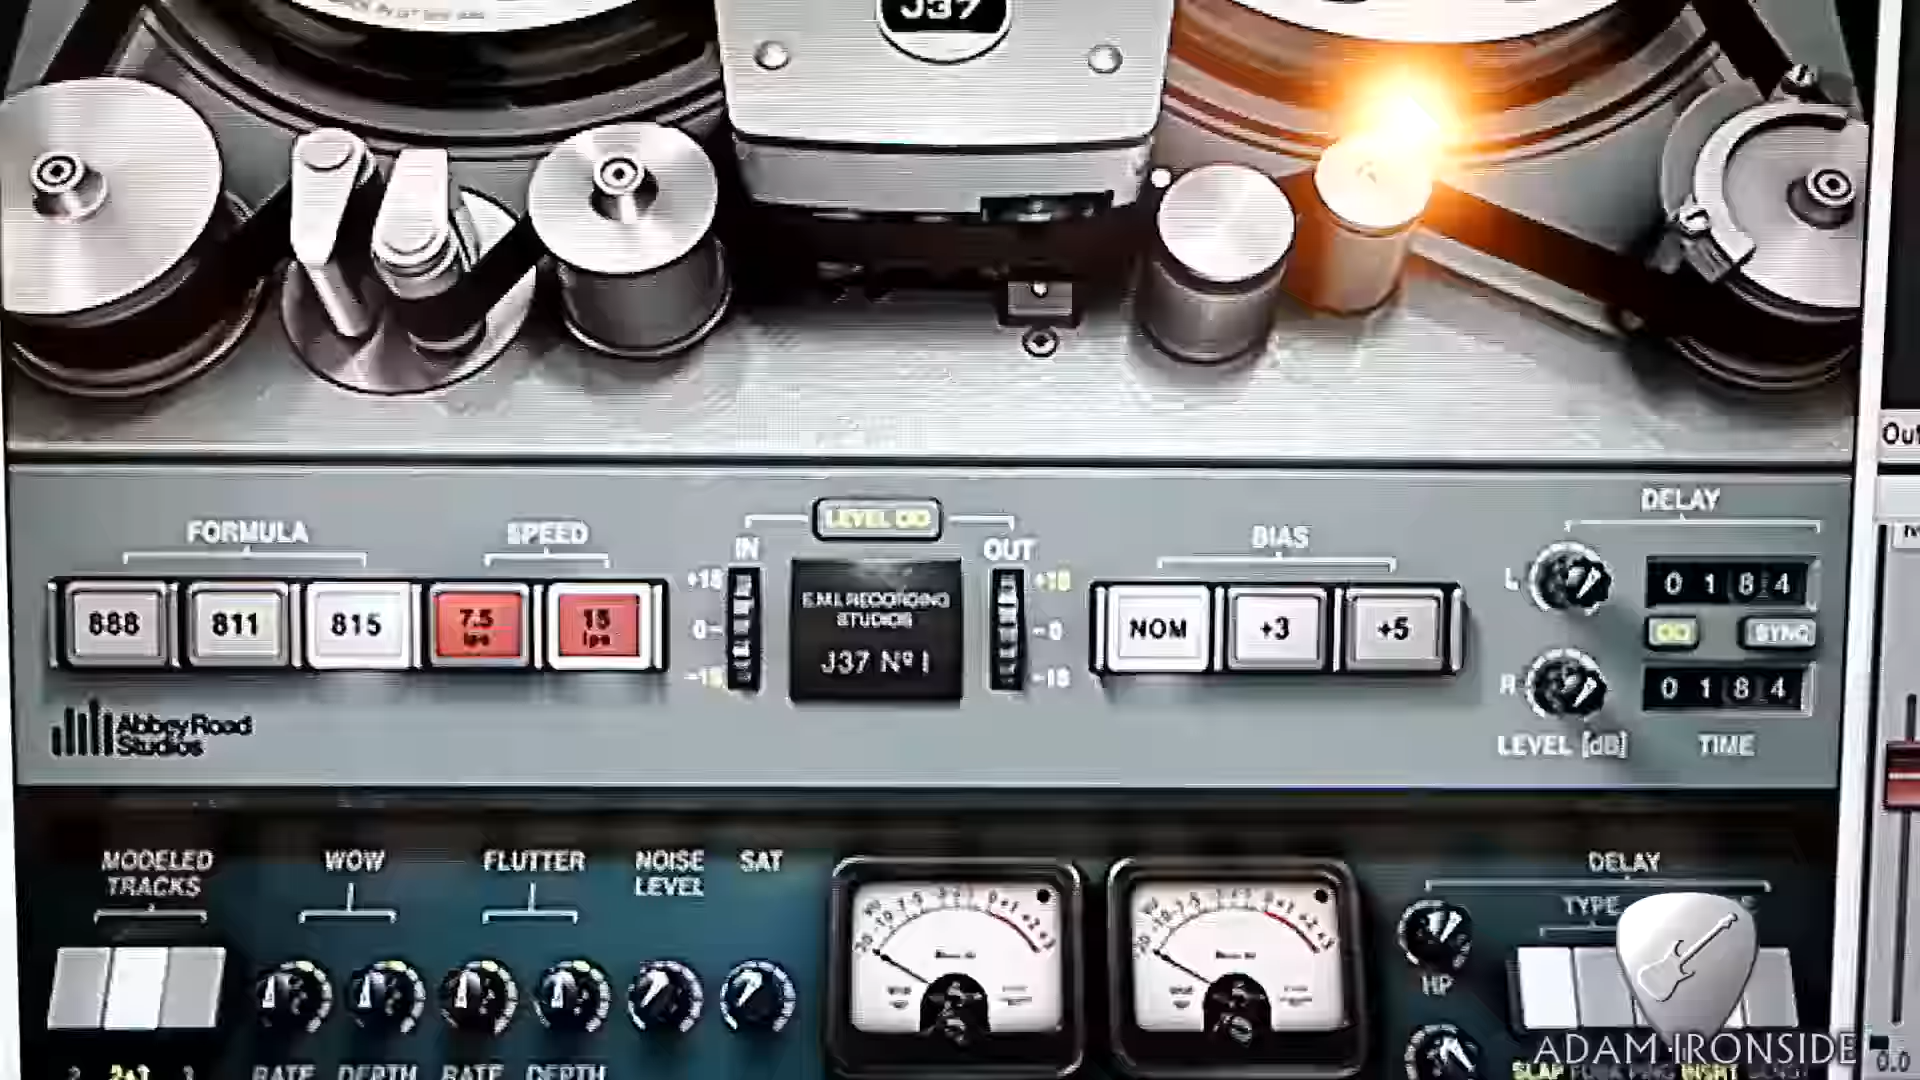 J37
FORMULA
SPEED
888
811
815
7.5
ips
15
ips
LEVEL
IN
OUT
+18
0
-18
+18
0
-18
E.M.I. RECORDING
STUDIOS
J37 Nº 1
BIAS
NOM
+3
+5
DELAY
L
0 1 8 4
SYNC
R
0 1 8 4
LEVEL [dB]
TIME
Abbey Road
Studios
MODELED
TRACKS
WOW
FLUTTER
NOISE
LEVEL
SAT
RATE
DEPTH
RATE
DEPTH
DELAY
TYPE
HP
SLAP
ADAM IRONSIDE
0.0
Out